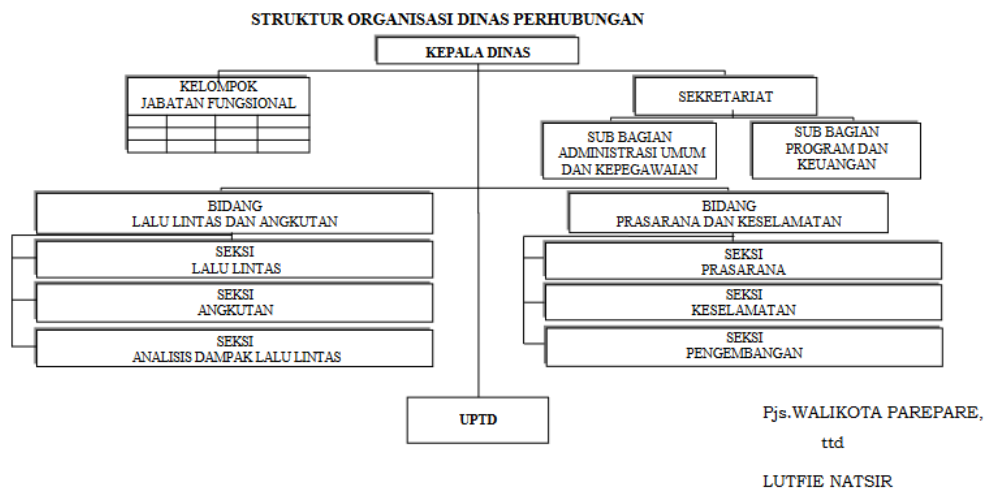 STRUKTUR ORGANISASI DINAS PERHUBUNGAN
KEPALA DINAS
KELOMPOK
JABATAN FUNGSIONAL
SEKRETARIAT
SUB BAGIAN
ADMINISTRASI UMUM
DAN KEPEGAWAIAN
SUB BAGIAN
PROGRAM DAN
KEUANGAN
BIDANG
LALU LINTAS DAN ANGKUTAN
SEKSI
LALU LINTAS
SEKSI
ANGKUTAN
SEKSI
ANALISIS DAMPAK LALU LINTAS
BIDANG
PRASARANA DAN KESELAMATAN
SEKSI
PRASARANA
SEKSI
KESELAMATAN
SEKSI
PENGEMBANGAN
UPTD
Pjs.WALIKOTA PAREPARE,
ttd
LUTFIE NATSIR